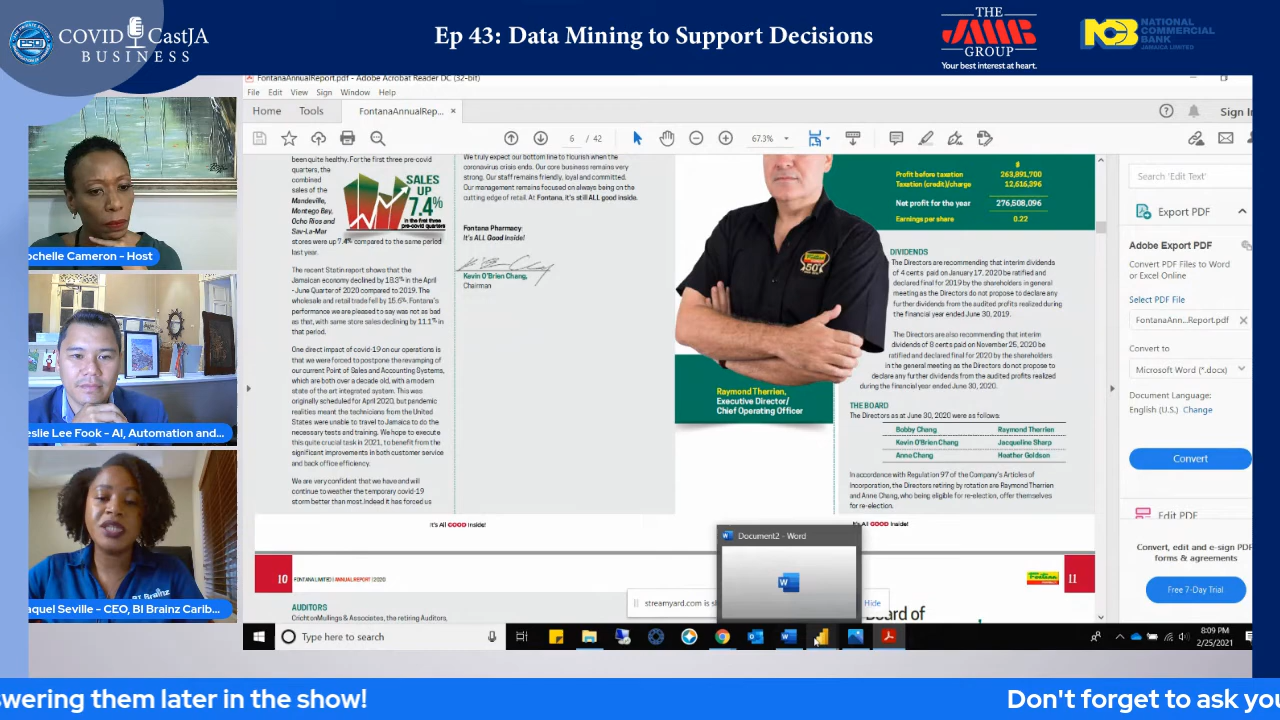 COVID CastJA
BUSINESS
Ep 43: Data Mining to Support Decisions
THE
JMMB
GROUP
Your best interest at heart.
NCB
NATIONAL
COMMERCIAL
BANK
JAMAICA LIMITED
ochelle Cameron - Host
eslie Lee Fook - AI, Automation and...
BI Brainz
aquel Seville - CEO, BI Brainz Carib...
FontanaAnnualReport.pdf - Adobe Acrobat Reader DC (32-bit)
File Edit View Sign Window Help
Home Tools FontanaAnnualRep... × Sign In
6 / 42 67.3%
been quite healthy. For the first three pre-covid
quarters, the
combined
sales of the
Mandeville,
Montego Bay,
Ocho Rios and
Sav-La-Mar
stores were up 7.4% compared to the same period
last year.
SALES
UP
7.4%
in the first three
pre-covid quarters
The recent Statin report shows that the
Jamaican economy declined by 18.3% in the April
-June Quarter of 2020 compared to 2019. The
wholesale and retail trade fell by 15.6%. Fontana's
performance we are pleased to say was not as bad
as that, with same store sales declining by 11.1% in
that period.
One direct impact of covid-19 on our operations is
that we were forced to postpone the revamping of
our current Point of Sales and Accounting Systems,
which are both over a decade old, with a modern
state of the art integrated system. This was
originally scheduled for April 2020, but pandemic
realities meant the technicians from the United
States were unable to travel to Jamaica to do the
necessary tests and training. We hope to execute
this quite crucial task in 2021, to benefit from the
significant improvements in both customer service
and back office efficiency.
We are very confident that we have and will
continue to weather the temporary covid-19
storm better than most.Indeed it has forced us
We truly expect our bottom line to flourish when the
coronavirus crisis ends. Our core business remains very
strong. Our staff remains friendly, loyal and committed.
Our management remains focused on always being on the
cutting edge of retail. At Fontana, it's still ALL good inside.
Fontana Pharmacy:
It's ALL Good Inside!
Kevin O'Brien Chang,
Chairman
It's All GOOD Inside!
Raymond Therrien,
Executive Director/
Chief Operating Officer
$
Profit before taxation 263,891,700
Taxation (credit)/charge 12,616,396
Net profit for the year 276,508,096
Earnings per share 0.22
DIVIDENDS
The Directors are recommending that interim dividends
of 4 cents paid on January 17, 2020 be ratified and
declared final for 2019 by the shareholders in general
meeting as the Directors do not propose to declare any
further dividends from the audited profits realized during
the financial year ended June 30, 2019.
The Directors are also recommending that interim
dividends of 8 cents paid on November 25, 2020 be
ratified and declared final for 2020 by the shareholders
in the general meeting as the Directors do not propose to
declare any further dividends from the audited profits realized
during the financial year ended June 30, 2020.
THE BOARD
The Directors as at June 30, 2020 were as follows:
Bobby Chang Raymond Therrien
Kevin O'Brien Chang Jacqueline Sharp
Anne Chang Heather Goldson
In accordance with Regulation 97 of the Company's Articles of
Incorporation, the Directors retiring by rotation are Raymond Therrien
and Anne Chang, who being eligible for re-election, offer themselves
for re-election.
It's All GOOD Inside!
10 FONTANA LIMITED | ANNUAL REPORT | 2020
11
AUDITORS
Crichton Mullings & Associates, the retiring Auditors,
Board of
Document2 - Word
streamyard.com is sh
Hide
Search 'Edit Text'
Export PDF
Adobe Export PDF
Convert PDF Files to Word
or Excel Online
Select PDF File
FontanaAnn...Report.pdf ×
Convert to
Microsoft Word (*.docx)
Document Language:
English (U.S.) Change
Convert
Edit PDF
Convert, edit and e-sign PDF
forms & agreements
Free 7-Day Trial
Type here to search
8:09 PM
2/25/2021
swering them later in the show!
Don't forget to ask you